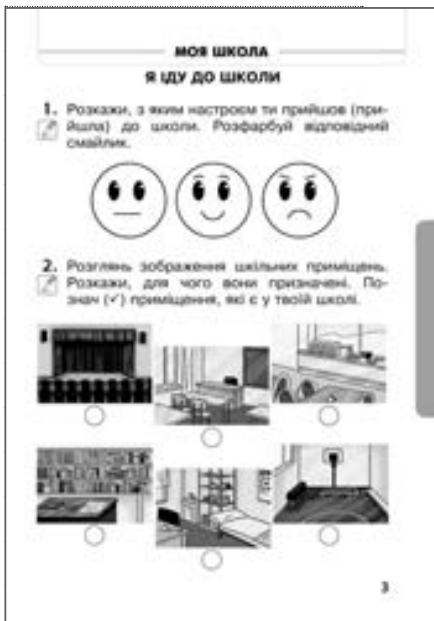 МОЯ ШКОЛА
Я ІДУ ДО ШКОЛИ
1. Розкажи, з яким настроєм ти прийшов (при-
йшла) до школи. Розфарбуй відповідний
смайлик.
2. Розглянь зображення шкільних приміщень.
Розкажи, для чого вони призначені. По-
знач (✓) приміщення, які є у твоїй школі.
3